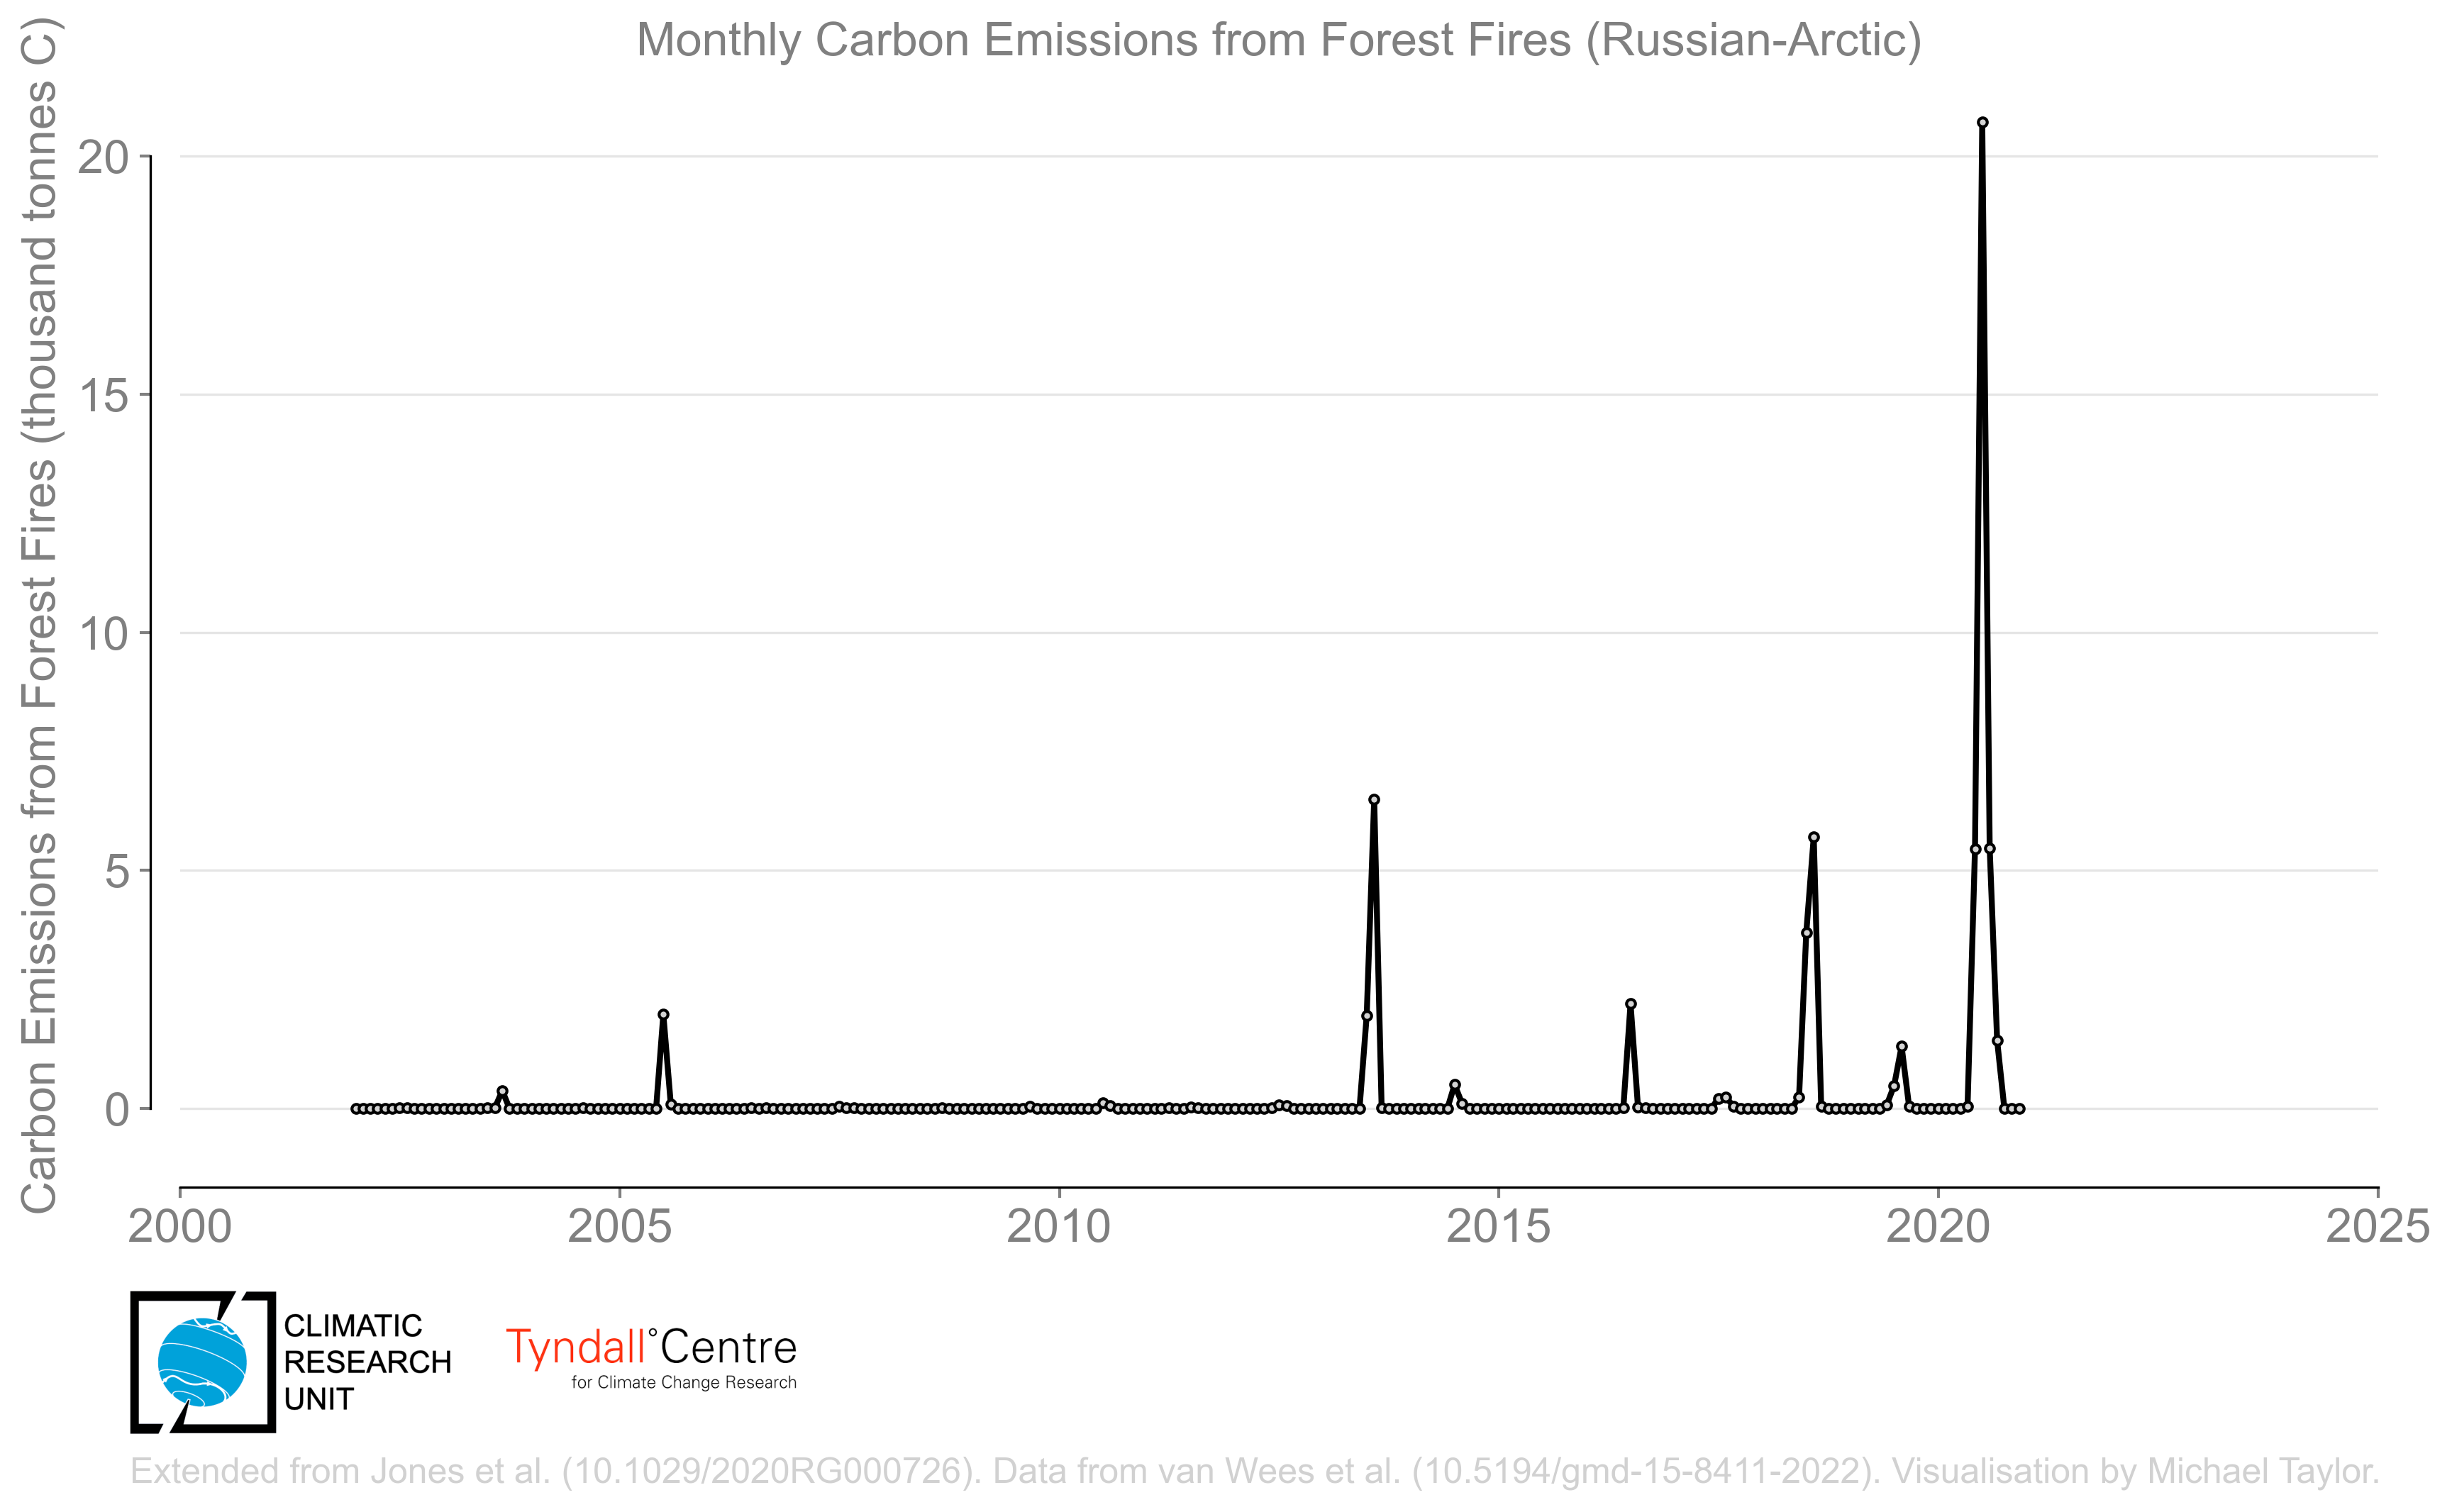 Monthly Carbon Emissions from Forest Fires (Russian-Arctic)
Carbon Emissions from Forest Fires (thousand tonnes C)
20
15
10
5
0
2000 2005 2010 2015 2020 2025
CLIMATIC
RESEARCH
UNIT
Tyndall°Centre
for Climate Change Research
Extended from Jones et al. (10.1029/2020RG000726). Data from van Wees et al. (10.5194/gmd-15-8411-2022). Visualisation by Michael Taylor.